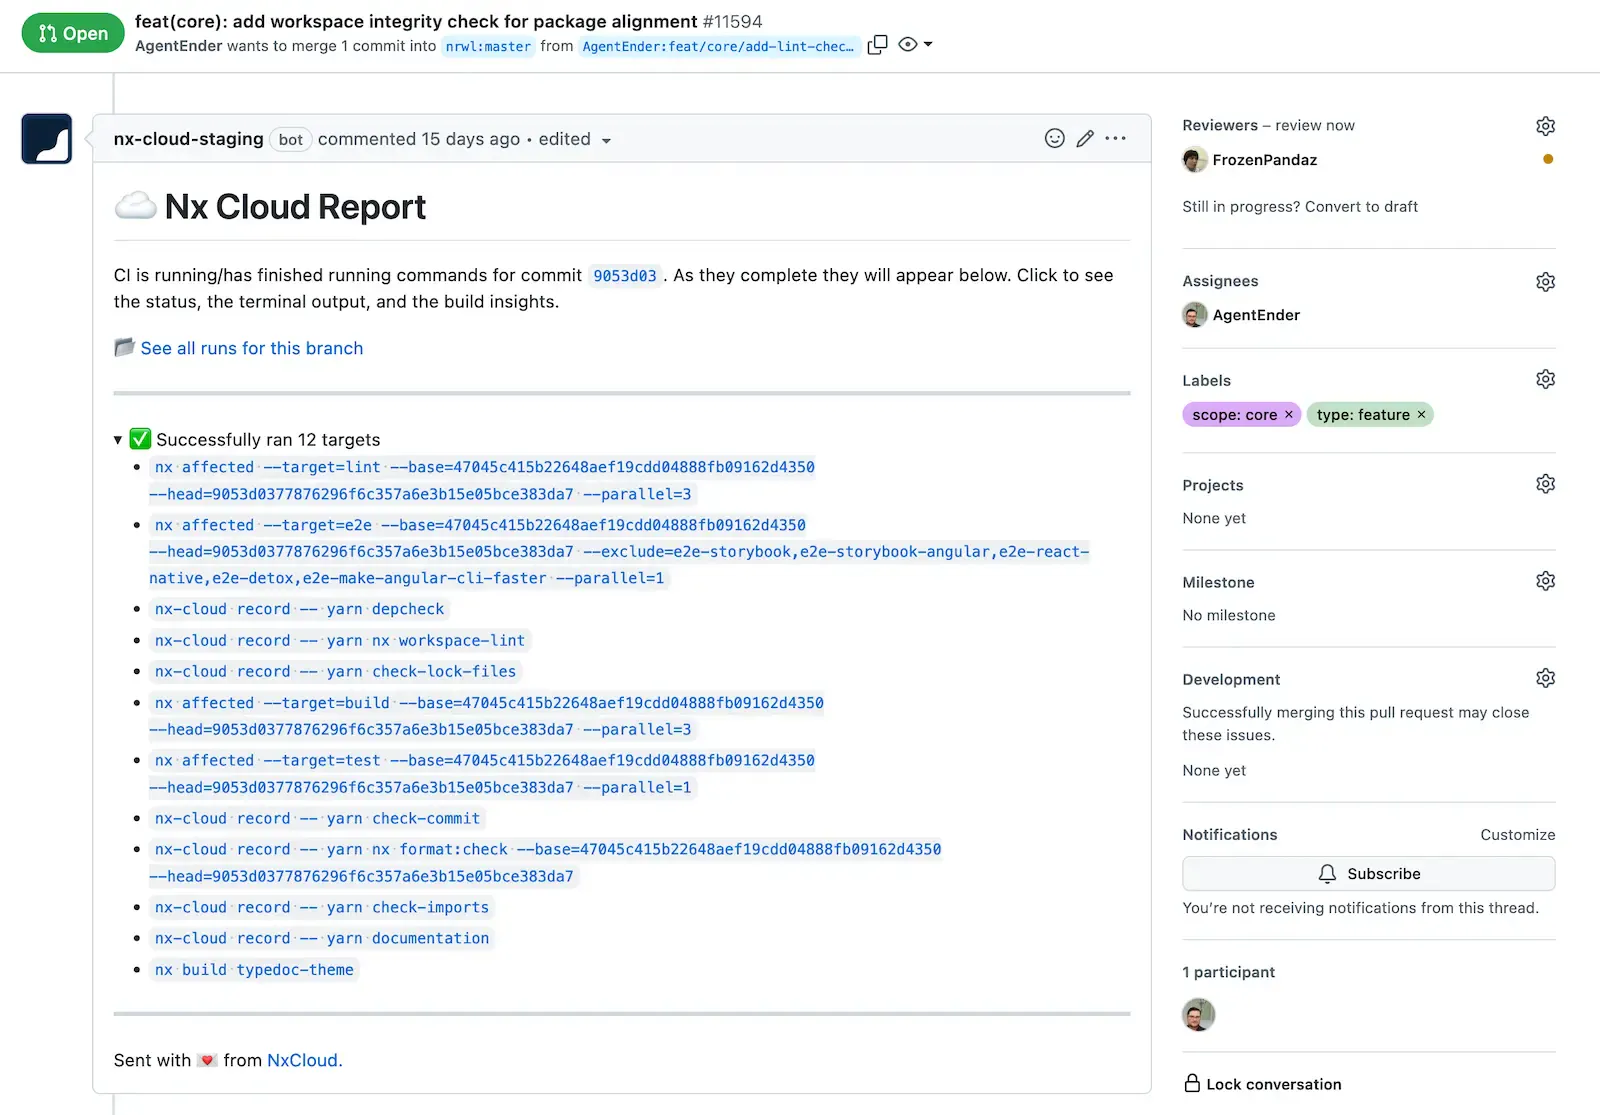 Open
feat(core): add workspace integrity check for package alignment #11594
AgentEnder wants to merge 1 commit into nrwl:master from AgentEnder:feat/core/add-lint-chec…
nx-cloud-staging bot commented 15 days ago • edited
Nx Cloud Report
CI is running/has finished running commands for commit 9053d03. As they complete they will appear below. Click to see
the status, the terminal output, and the build insights.
See all runs for this branch
Successfully ran 12 targets
nx affected --target=lint --base=47045c415b22648aef19cdd04888fb09162d4350
--head=9053d0377876296f6c357a6e3b15e05bce383da7 --parallel=3
nx affected --target=e2e --base=47045c415b22648aef19cdd04888fb09162d4350
--head=9053d0377876296f6c357a6e3b15e05bce383da7 --exclude=e2e-storybook,e2e-storybook-angular,e2e-react-
native,e2e-detox,e2e-make-angular-cli-faster --parallel=1
nx-cloud record -- yarn depcheck
nx-cloud record -- yarn nx workspace-lint
nx-cloud record -- yarn check-lock-files
nx affected --target=build --base=47045c415b22648aef19cdd04888fb09162d4350
--head=9053d0377876296f6c357a6e3b15e05bce383da7 --parallel=3
nx affected --target=test --base=47045c415b22648aef19cdd04888fb09162d4350
--head=9053d0377876296f6c357a6e3b15e05bce383da7 --parallel=1
nx-cloud record -- yarn check-commit
nx-cloud record -- yarn nx format:check --base=47045c415b22648aef19cdd04888fb09162d4350
--head=9053d0377876296f6c357a6e3b15e05bce383da7
nx-cloud record -- yarn check-imports
nx-cloud record -- yarn documentation
nx build typedoc-theme
Sent with 💌 from NxCloud.
Reviewers – review now
FrozenPandaz
Still in progress? Convert to draft
Assignees
AgentEnder
Labels
scope: core × type: feature ×
Projects
None yet
Milestone
No milestone
Development
Successfully merging this pull request may close
these issues.
None yet
Notifications Customize
Subscribe
You’re not receiving notifications from this thread.
1 participant
Lock conversation